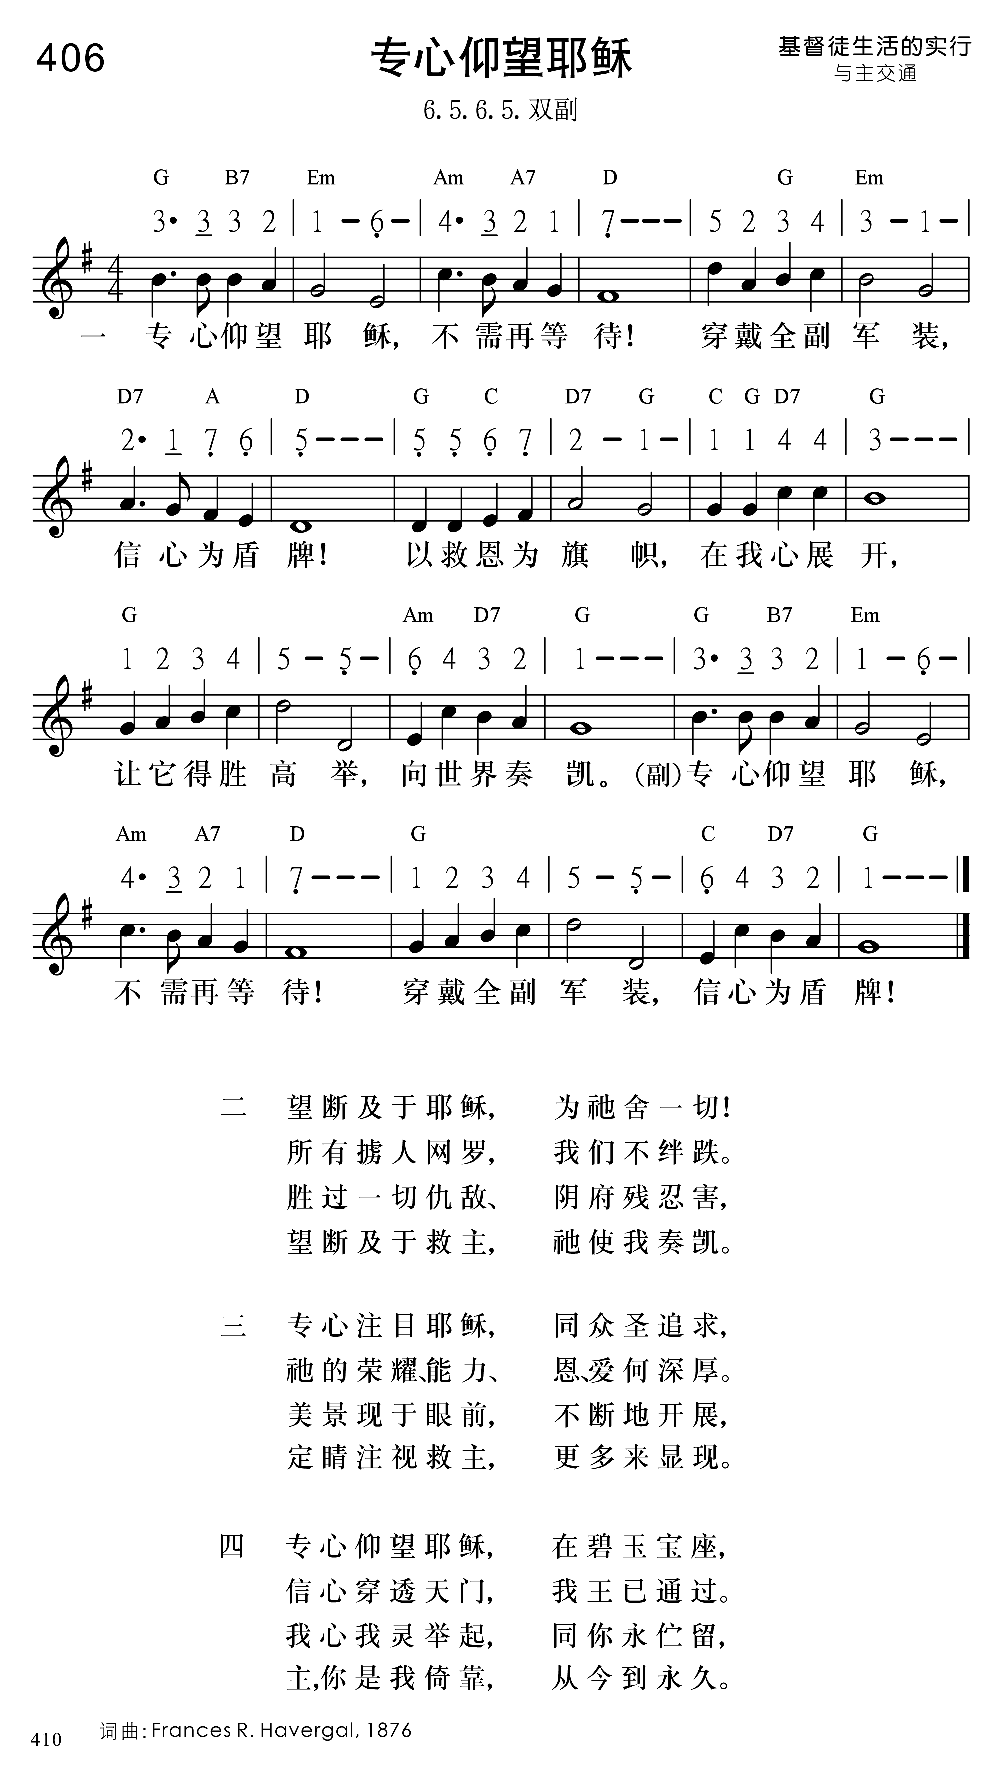 406
专心仰望耶稣
基督徒生活的实行
与主交通
6.5.6.5.双副
G B7 Em Am A7 D G Em
3· 3 3 2 | 1 - 6 - | 4· 3 2 1 | 7 - - - | 5 2 3 4 | 3 - 1 - |
4
4
一 专心仰望耶稣，不需再等待！穿戴全副军装，
D7 A D G C D7 G C G D7 G
2· 1 7 6 | 5 - - - | 5 5 6 7 | 2 - 1 - | 1 1 4 4 | 3 - - - |
信心为盾牌！以救恩为旗帜，在我心展开，
G Am D7 G G B7 Em
1 2 3 4 | 5 - 5 - | 6 4 3 2 | 1 - - - | 3· 3 3 2 | 1 - 6 - |
让它得胜高举，向世界奏凯。(副)专心仰望耶稣，
Am A7 D G C D7 G
4· 3 2 1 | 7 - - - | 1 2 3 4 | 5 - 5 - | 6 4 3 2 | 1 - - - ‖
不需再等待！穿戴全副军装，信心为盾牌！
二 望断及于耶稣， 为祂舍一切！
所有掳人网罗， 我们不绊跌。
胜过一切仇敌、 阴府残忍害，
望断及于救主， 祂使我奏凯。
三 专心注目耶稣， 同众圣追求，
祂的荣耀、能力、 恩、爱何深厚。
美景现于眼前， 不断地开展，
定睛注视救主， 更多来显现。
四 专心仰望耶稣， 在碧玉宝座，
信心穿透天门， 我王已通过。
我心我灵举起， 同你永伫留，
主，你是我倚靠， 从今到永久。
410 词曲：Frances R. Havergal, 1876